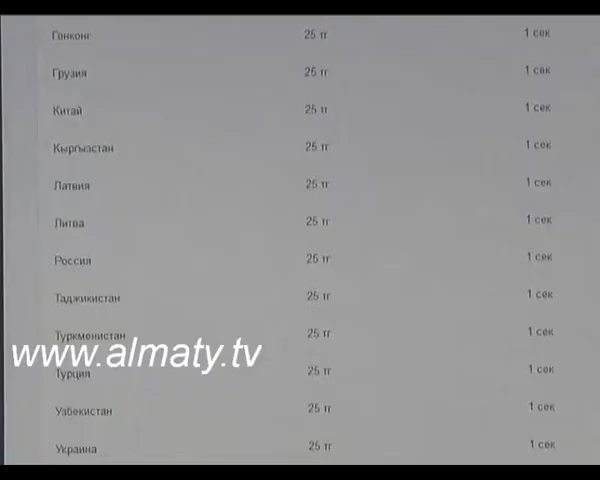 Гонконг 25 тг 1 сек
Грузия 25 тг 1 сек
Китай 25 тг 1 сек
Кыргызстан 25 тг 1 сек
Латвия 25 тг 1 сек
Литва 25 тг 1 сек
Россия 25 тг 1 сек
Таджикистан 25 тг 1 сек
Туркменистан 25 тг 1 сек
www.almaty.tv
Турция 25 тг 1 сек
Узбекистан 25 тг 1 сек
Украина 25 тг 1 сек